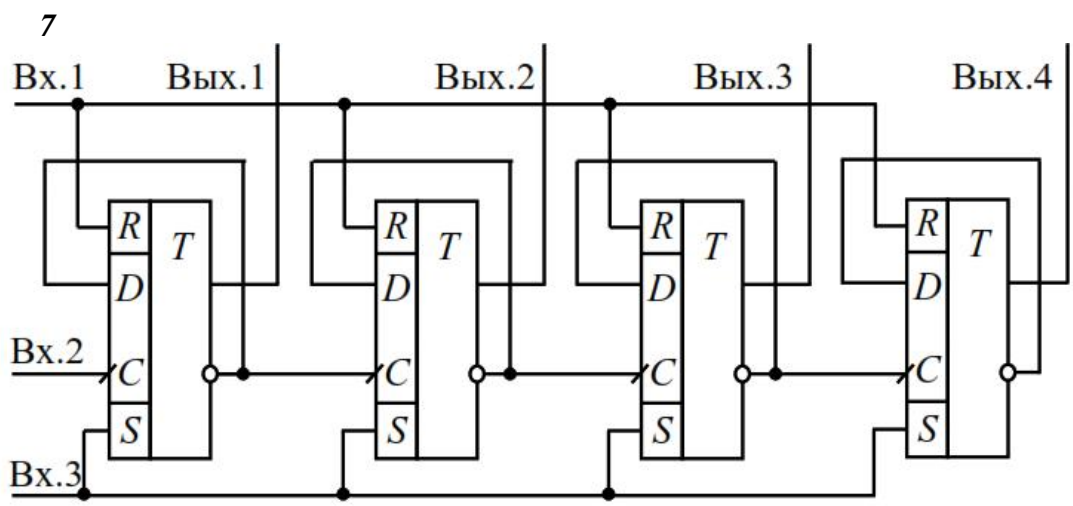 7
Вх.1 Вых.1 Вых.2 Вых.3 Вых.4
R T R T R T R T
D D D D
Вх.2 C C C C
S S S S
Вх.3